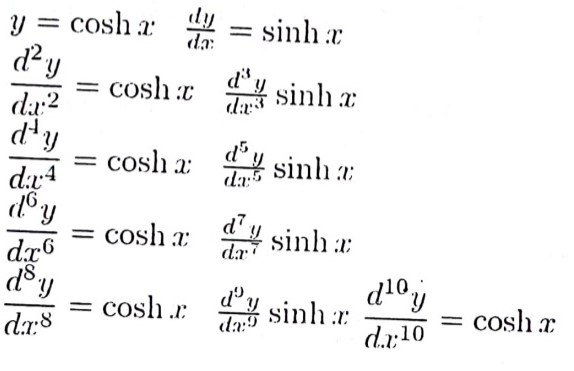 y = cosh x   dy/dx = sinh x
d²y/dx² = cosh x   d³y/dx³ sinh x
d⁴y/dx⁴ = cosh x   d⁵y/dx⁵ sinh x
d⁶y/dx⁶ = cosh x   d⁷y/dx⁷ sinh x
d⁸y/dx⁸ = cosh x   d⁹y/dx⁹ sinh x   d¹⁰y/dx¹⁰ = cosh x